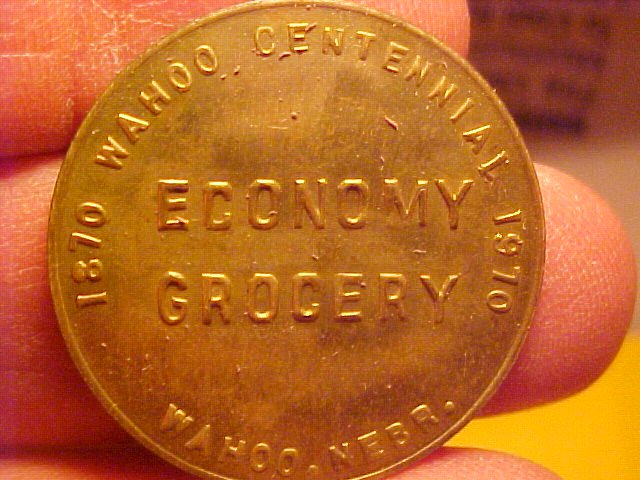 1870 WAHOO CENTENNIAL 1970
ECONOMY
GROCERY
WAHOO, NEBR.